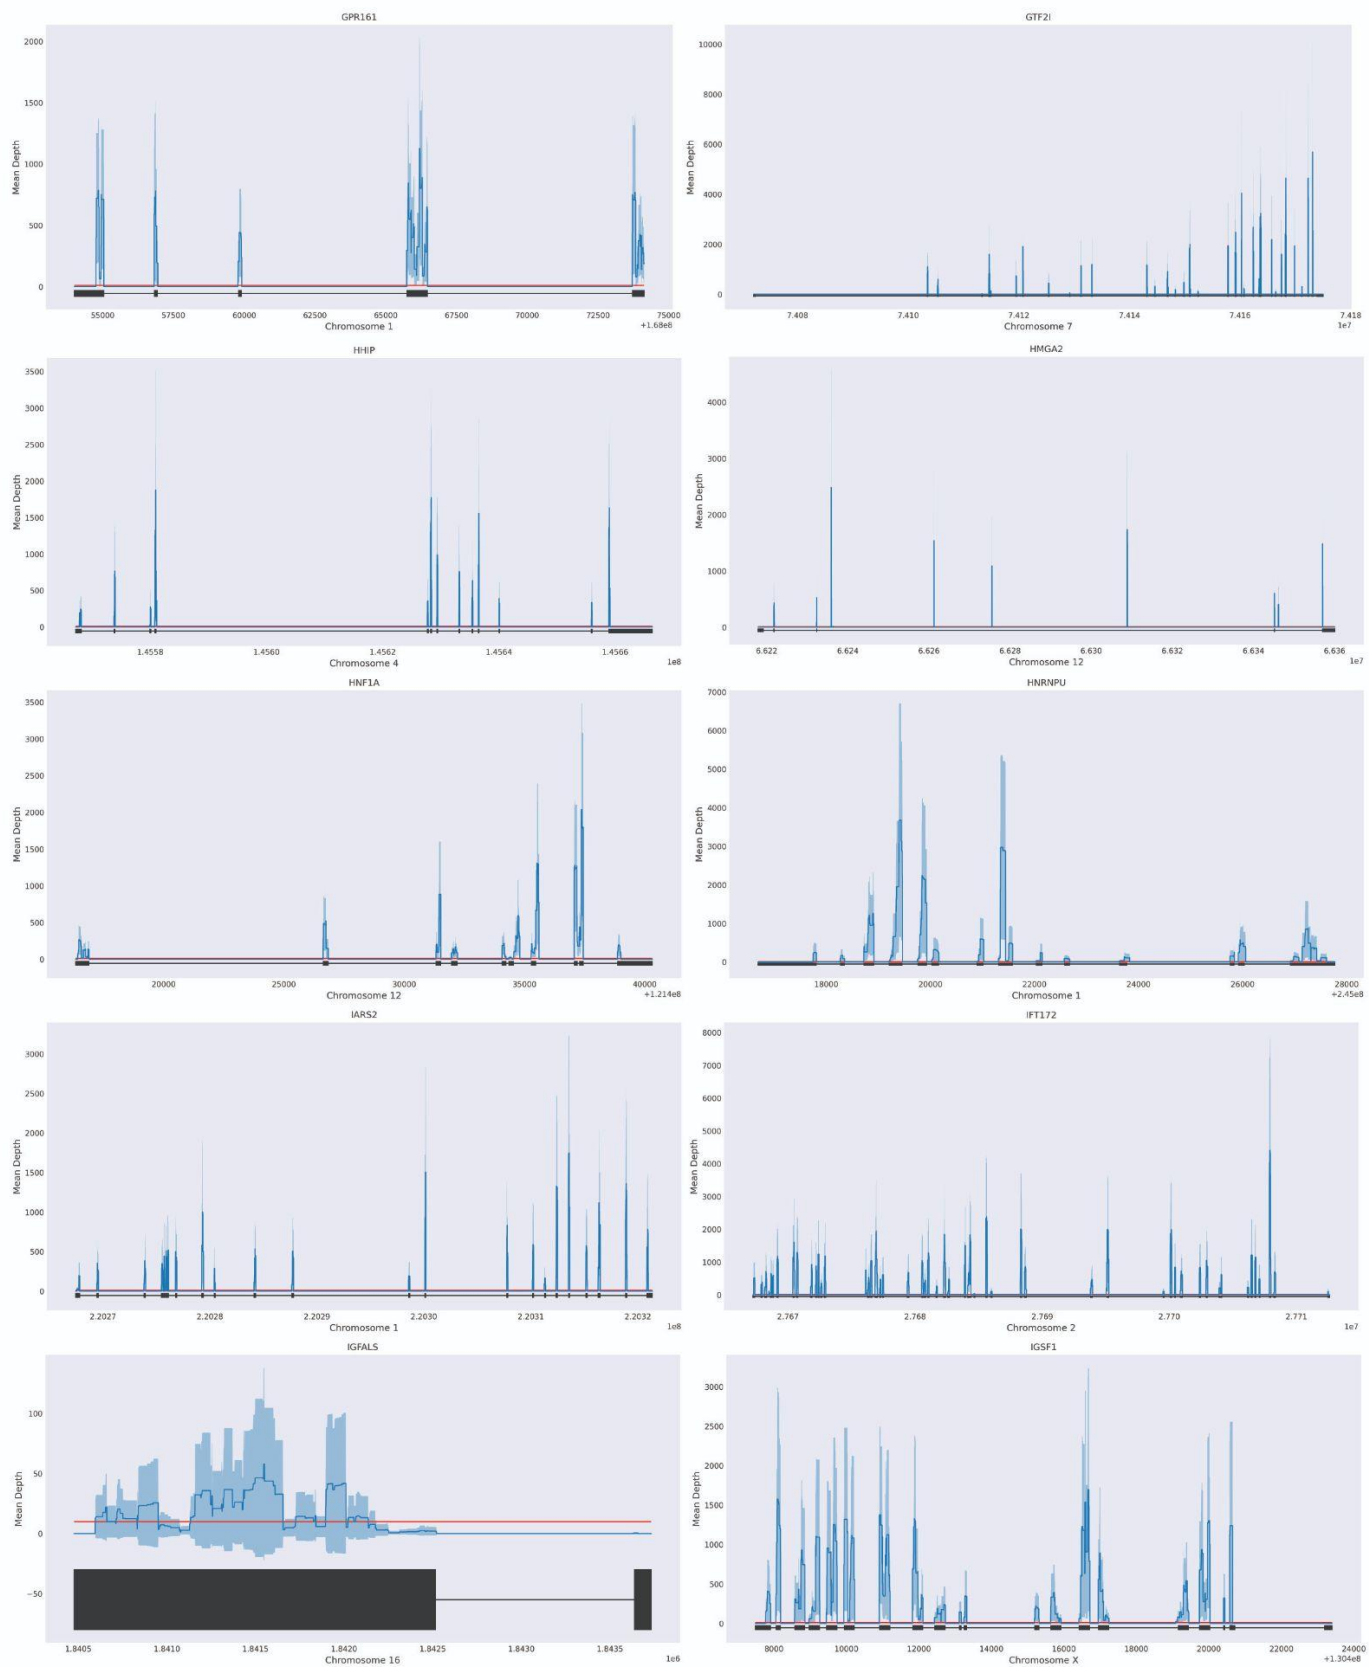 GPR161
2000
1500
1000
500
0
Mean Depth
55000 57500 60000 62500 65000 67500 70000 72500 75000
Chromosome 1
+1.68e8
GTF2I
10000
8000
6000
4000
2000
0
Mean Depth
7.408 7.410 7.412 7.414 7.416 7.418
Chromosome 7
1e7
HHIP
3500
3000
2500
2000
1500
1000
500
0
Mean Depth
1.4558 1.4560 1.4562 1.4564 1.4566
Chromosome 4
1e8
HMGA2
4000
3000
2000
1000
0
Mean Depth
6.622 6.624 6.626 6.628 6.630 6.632 6.634 6.636
Chromosome 12
1e7
HNF1A
3500
3000
2500
2000
1500
1000
500
0
Mean Depth
20000 25000 30000 35000 40000
Chromosome 12
+1.214e8
HNRNPU
7000
6000
5000
4000
3000
2000
1000
0
Mean Depth
18000 20000 22000 24000 26000 28000
Chromosome 1
+2.45e8
IARS2
3000
2500
2000
1500
1000
500
0
Mean Depth
2.2027 2.2028 2.2029 2.2030 2.2031 2.2032
Chromosome 1
1e8
IFT172
8000
7000
6000
5000
4000
3000
2000
1000
0
Mean Depth
2.767 2.768 2.769 2.770 2.771
Chromosome 2
1e7
IGFALS
100
50
0
−50
Mean Depth
1.8405 1.8410 1.8415 1.8420 1.8425 1.8430 1.8435
Chromosome 16
1e6
IGSF1
3000
2500
2000
1500
1000
500
0
Mean Depth
8000 10000 12000 14000 16000 18000 20000 22000 24000
Chromosome X
+1.304e8